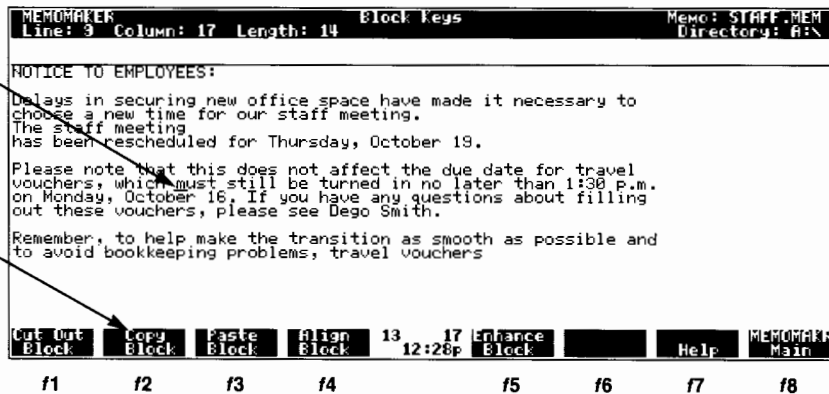 MEMOMAKER Block Keys Memo: STAFF.MEM
Line: 9 Column: 17 Length: 14 Directory: A:\
NOTICE TO EMPLOYEES:
Delays in securing new office space have made it necessary to
choose a new time for our staff meeting.
The staff meeting
has been rescheduled for Thursday, October 19.
Please note that this does not affect the due date for travel
vouchers, which must still be turned in no later than 1:30 p.m.
on Monday, October 16. If you have any questions about filling
out these vouchers, please see Dego Smith.
Remember, to help make the transition as smooth as possible and
to avoid bookkeeping problems, travel vouchers
Cut Out Copy Paste Align 13 17 Enhance MEMOMAKR
Block Block Block Block 12:28p Block Help Main
f1 f2 f3 f4 f5 f6 f7 f8